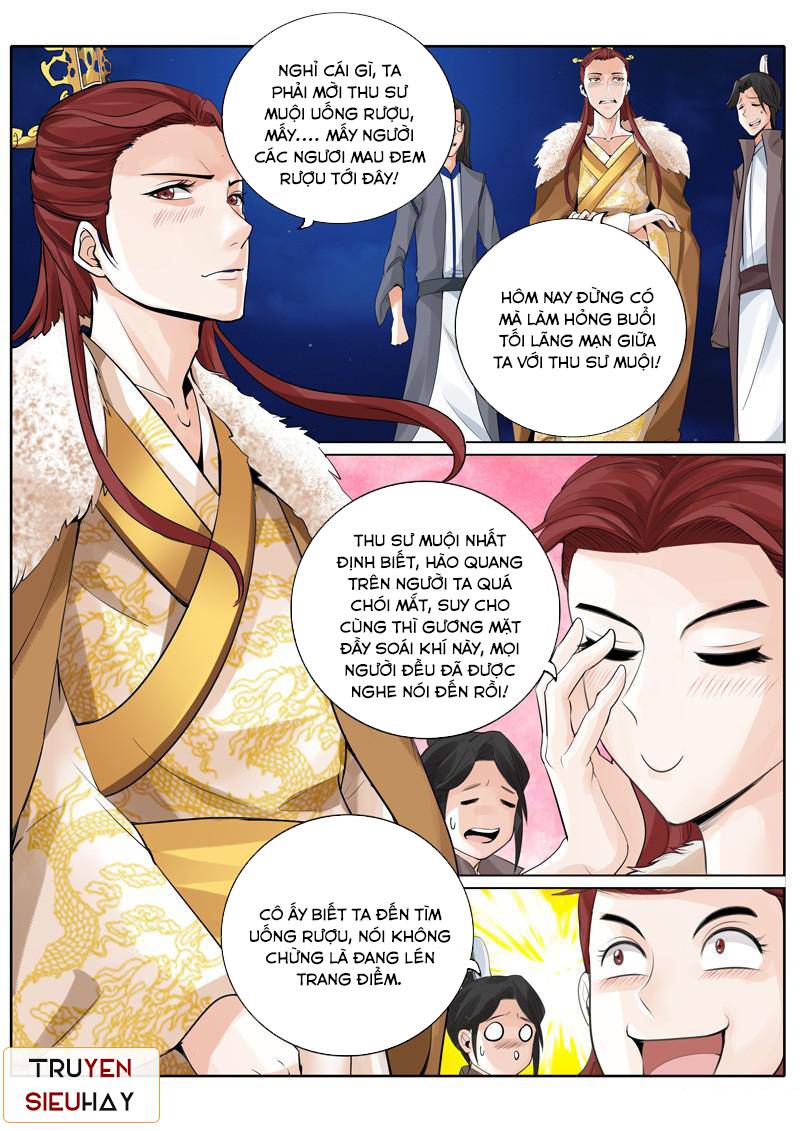 NGHỈ CÁI GÌ, TA
PHẢI MỜI THU SƯ
MUỘI UỐNG RƯỢU,
MẤY.... MẤY NGƯỜI
CÁC NGƯƠI MAU ĐEM
RƯỢU TỚI ĐÂY!
HÔM NAY ĐỪNG CÓ
MÀ LÀM HỎNG BUỔI
TỐI LÃNG MẠN GIỮA
TA VỚI THU SƯ MUỘI!
THU SƯ MUỘI NHẤT
ĐỊNH BIẾT, HÀO QUANG
TRÊN NGƯỜI TA QUÁ
CHÓI MẮT, SUY CHO
CÙNG THÌ GƯƠNG MẶT
ĐẦY SOÁI KHÍ NÀY, MỌI
NGƯỜI ĐỀU ĐÃ ĐƯỢC
NGHE NÓI ĐẾN RỒI!
CÔ ẤY BIẾT TA ĐẾN TÌM
UỐNG RƯỢU, NÓI KHÔNG
CHỪNG LÀ ĐANG LÉN
TRANG ĐIỂM.
TRUYEN
SIEUHAY